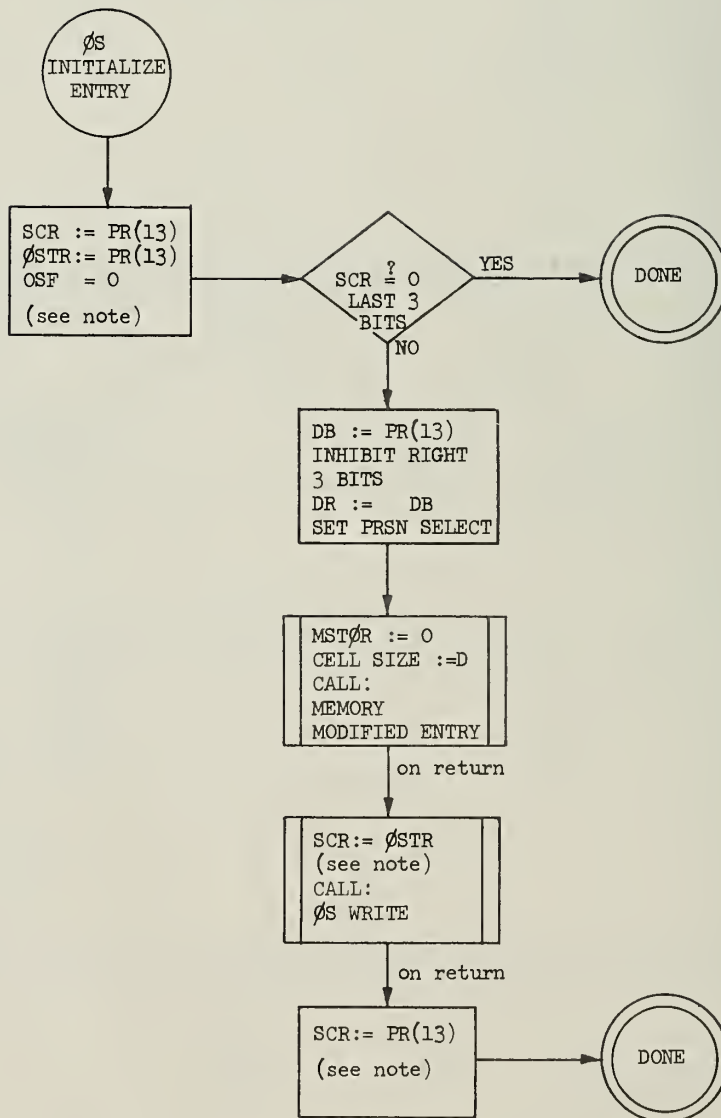 ØS
INITIALIZE
ENTRY
SCR := PR(13)
ØSTR:= PR(13)
OSF = 0
(see note)
SCR ?= 0
LAST 3
BITS
YES
DONE
NO
DB := PR(13)
INHIBIT RIGHT
3 BITS
DR := DB
SET PRSN SELECT
MSTØR := 0
CELL SIZE :=D
CALL:
MEMORY
MODIFIED ENTRY
on return
SCR:= ØSTR
(see note)
CALL:
ØS WRITE
on return
SCR:= PR(13)
(see note)
DONE